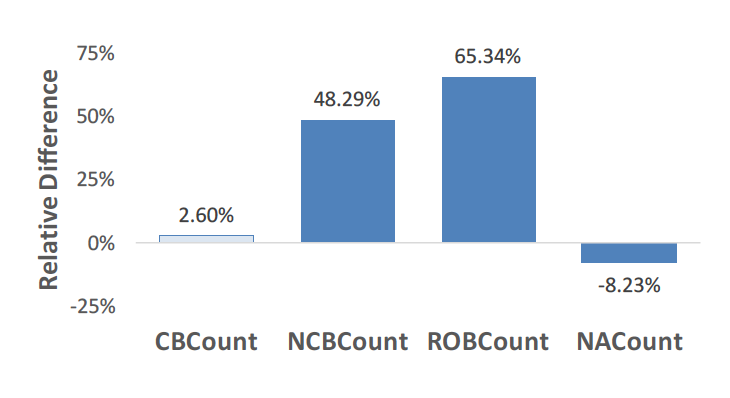 Relative Difference
75%
50%
25%
0%
-25%
2.60%
48.29%
65.34%
-8.23%
CBCount
NCBCount
ROBCount
NACount